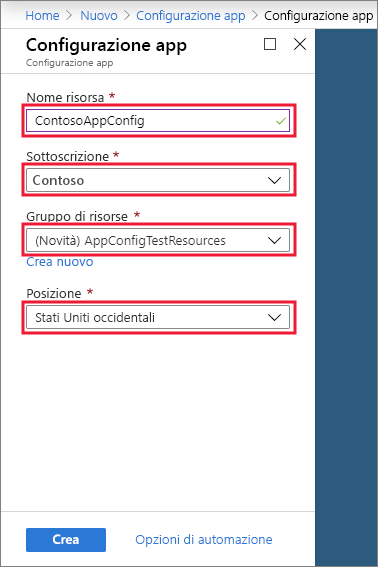 Home > Nuovo > Configurazione app > Configurazione app
Configurazione app
Configurazione app
Nome risorsa *
ContosoAppConfig
Sottoscrizione *
Contoso
Gruppo di risorse *
(Novità) AppConfigTestResources
Crea nuovo
Posizione *
Stati Uniti occidentali
Crea Opzioni di automazione